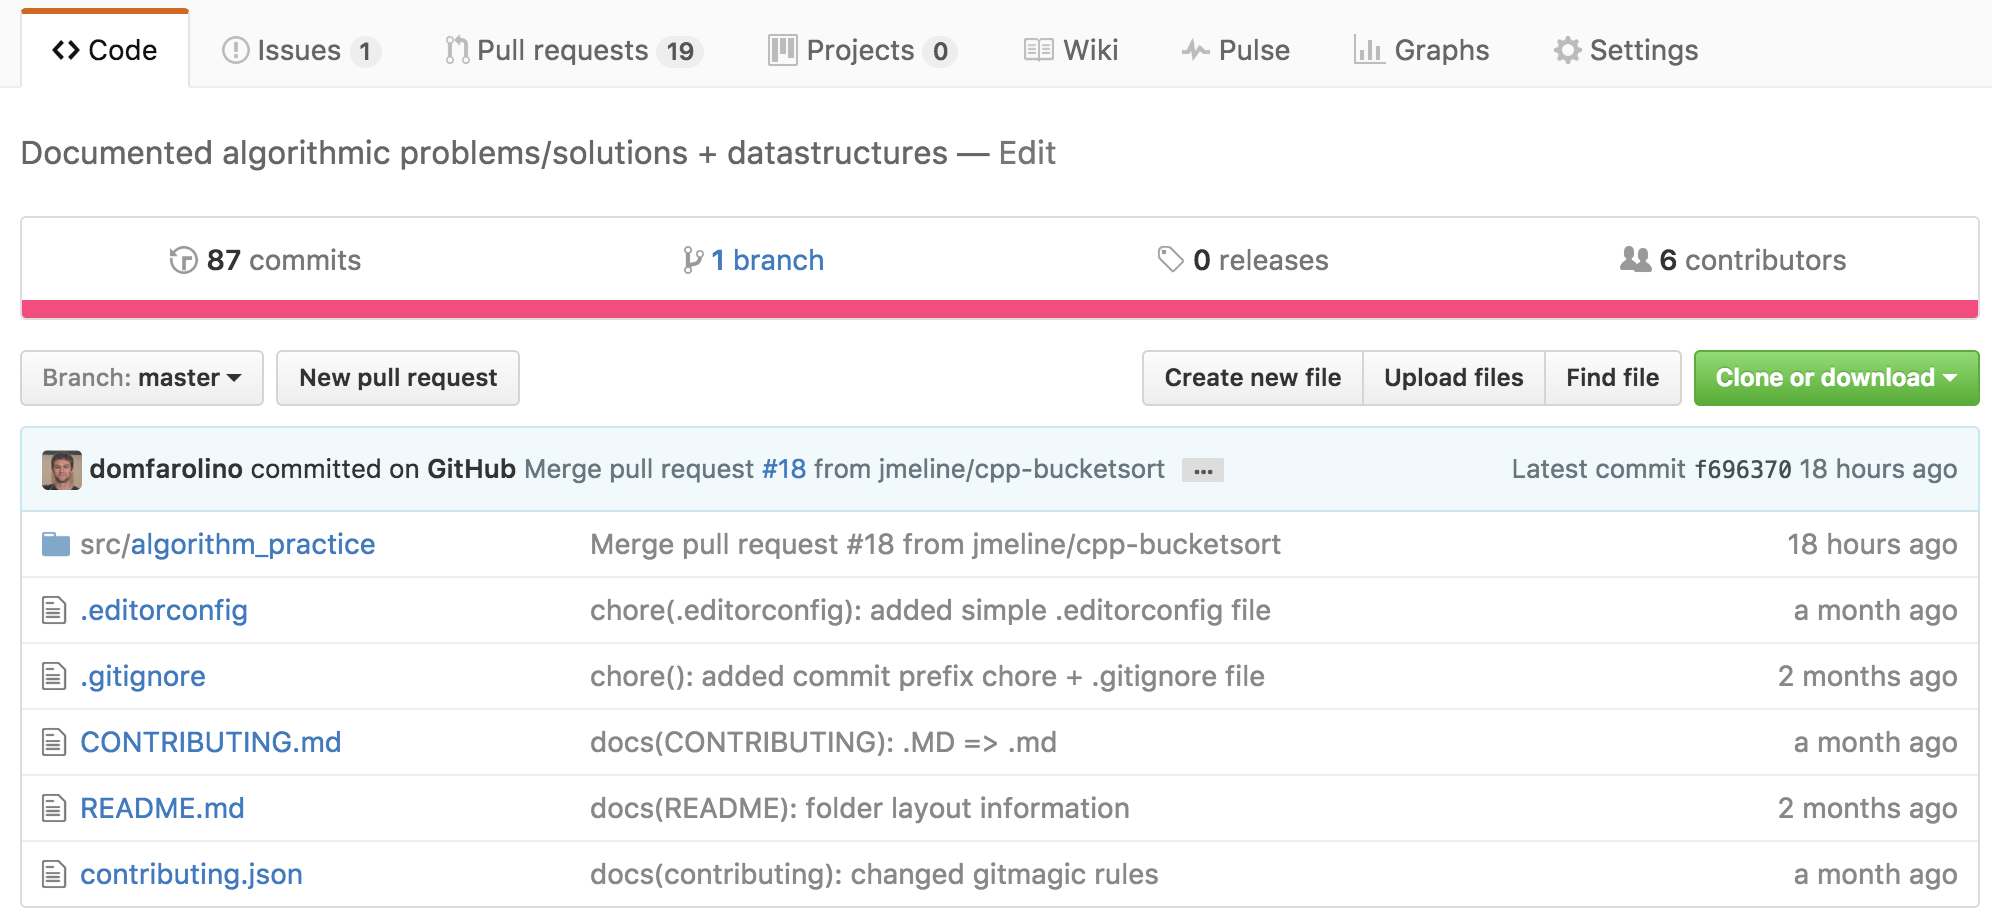 Code Issues 1 Pull requests 19 Projects 0 Wiki Pulse Graphs Settings
Documented algorithmic problems/solutions + datastructures — Edit
87 commits 1 branch 0 releases 6 contributors
Branch: master New pull request Create new file Upload files Find file Clone or download
domfarolino committed on GitHub Merge pull request #18 from jmeline/cpp-bucketsort … Latest commit f696370 18 hours ago
src/algorithm_practice Merge pull request #18 from jmeline/cpp-bucketsort 18 hours ago
.editorconfig chore(.editorconfig): added simple .editorconfig file a month ago
.gitignore chore(): added commit prefix chore + .gitignore file 2 months ago
CONTRIBUTING.md docs(CONTRIBUTING): .MD => .md a month ago
README.md docs(README): folder layout information 2 months ago
contributing.json docs(contributing): changed gitmagic rules a month ago